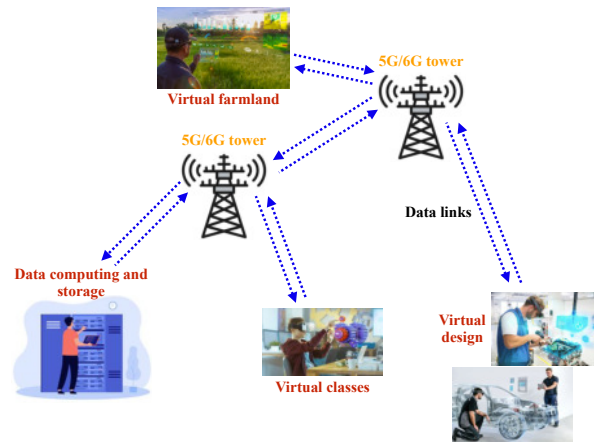 5G/6G tower
Virtual farmland
5G/6G tower
Data links
Data computing and
storage
Virtual
design
Virtual classes